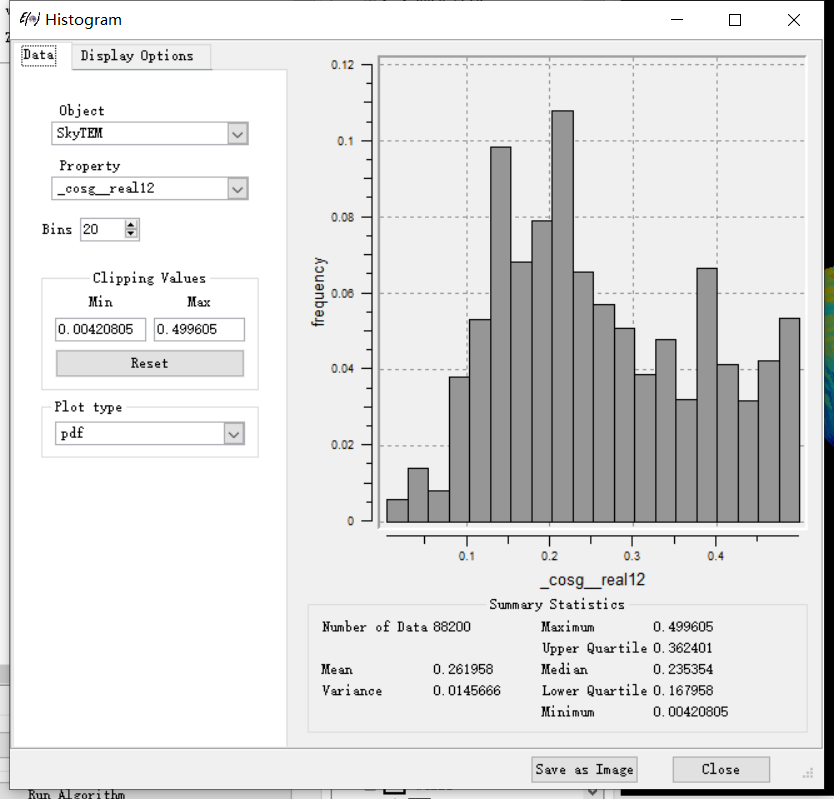 Histogram
Data
Display Options
Object
SkyTEM
Property
_cosg__real12
Bins 20
Clipping Values
Min Max
0.00420805 0.499605
Reset
Plot type
pdf
0.12
0.1
0.08
0.06
0.04
0.02
0
frequency
0.1 0.2 0.3 0.4
_cosg__real12
Summary Statistics
Number of Data 88200 Maximum 0.499605
Upper Quartile 0.362401
Mean 0.261958 Median 0.235354
Variance 0.0145666 Lower Quartile 0.167958
Minimum 0.00420805
Save as Image Close
Run Algorithm